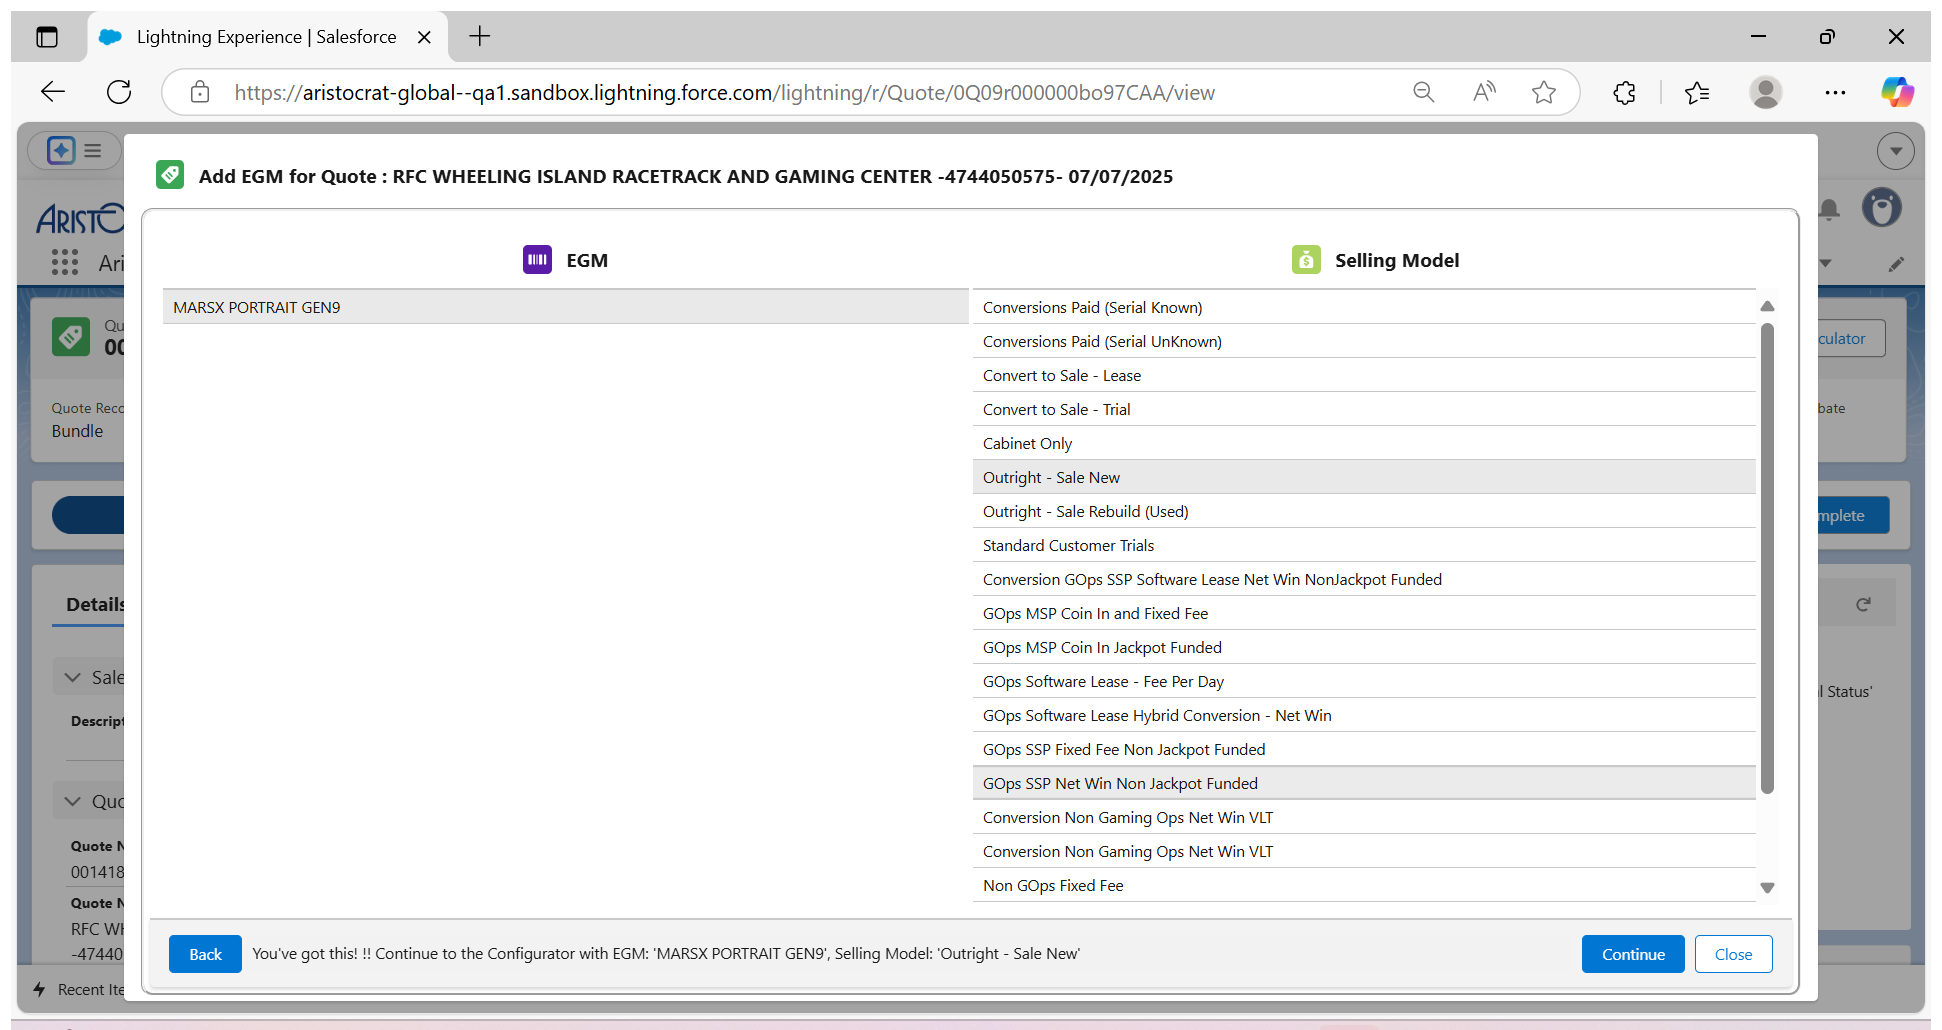 Lightning Experience | Salesforce
https://aristocrat-global--qa1.sandbox.lightning.force.com/lightning/r/Quote/0Q09r000000bo97CAA/view
Add EGM for Quote : RFC WHEELING ISLAND RACETRACK AND GAMING CENTER -4744050575- 07/07/2025
EGM
Selling Model
MARSX PORTRAIT GEN9
Conversions Paid (Serial Known)
Conversions Paid (Serial UnKnown)
Convert to Sale - Lease
Convert to Sale - Trial
Cabinet Only
Outright - Sale New
Outright - Sale Rebuild (Used)
Standard Customer Trials
Conversion GOps SSP Software Lease Net Win NonJackpot Funded
GOps MSP Coin In and Fixed Fee
GOps MSP Coin In Jackpot Funded
GOps Software Lease - Fee Per Day
GOps Software Lease Hybrid Conversion - Net Win
GOps SSP Fixed Fee Non Jackpot Funded
GOps SSP Net Win Non Jackpot Funded
Conversion Non Gaming Ops Net Win VLT
Conversion Non Gaming Ops Net Win VLT
Non GOps Fixed Fee
Back
You've got this! !! Continue to the Configurator with EGM: 'MARSX PORTRAIT GEN9', Selling Model: 'Outright - Sale New'
Continue
Close
ARISTO
Ari
Qu
00
culator
Quote Reco
Bundle
bate
mplete
Details
Sale
Descript
l Status'
Quo
Quote N
001418
Quote N
RFC WH
-47440
Recent Ite